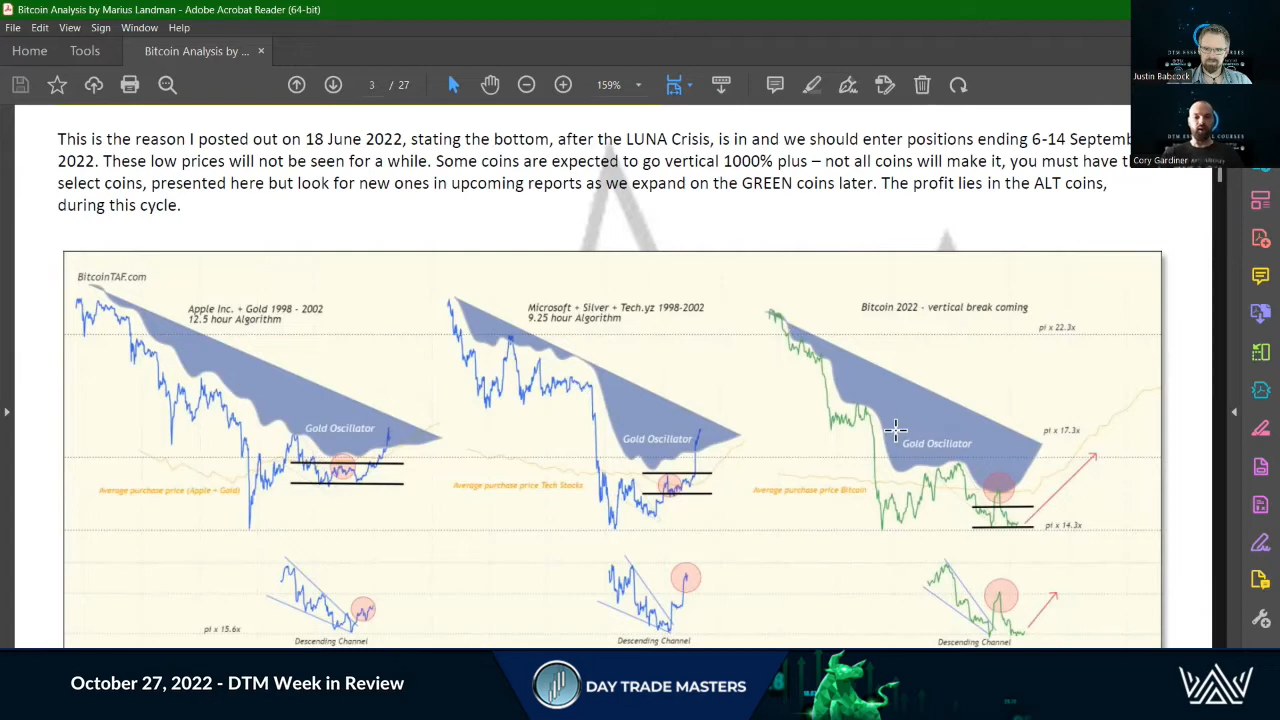 Bitcoin Analysis by Marius Landman - Adobe Acrobat Reader (64-bit)
File Edit View Sign Window Help
Home Tools Bitcoin Analysis by ... ×
3 / 27 159%
Justin Babcock
Cory Gardiner
This is the reason I posted out on 18 June 2022, stating the bottom, after the LUNA Crisis, is in and we should enter positions ending 6-14
2022. These low prices will not be seen for a while. Some coins are expected to go vertical 1000% plus – not all coins will make it, you must have
select coins, presented here but look for new ones in upcoming reports as we expand on the GREEN coins later. The profit lies in the ALT coins,
during this cycle.
BitcoinTAF.com
Apple Inc. + Gold 1998 - 2002
12.5 hour Algorithm
Microsoft + Silver + Tech.yz 1998-2002
9.25 hour Algorithm
Bitcoin 2022 - vertical break coming
pi x 22.3x
Gold Oscillator
Gold Oscillator
Gold Oscillator
pi x 17.3x
Average purchase price (Apple + Gold)
Average purchase price Tech Stocks
Average purchase price Bitcoin
pi x 14.3x
pi x 15.6x
Descending Channel
Descending Channel
Descending Channel
October 27, 2022 - DTM Week in Review
DAY TRADE MASTERS